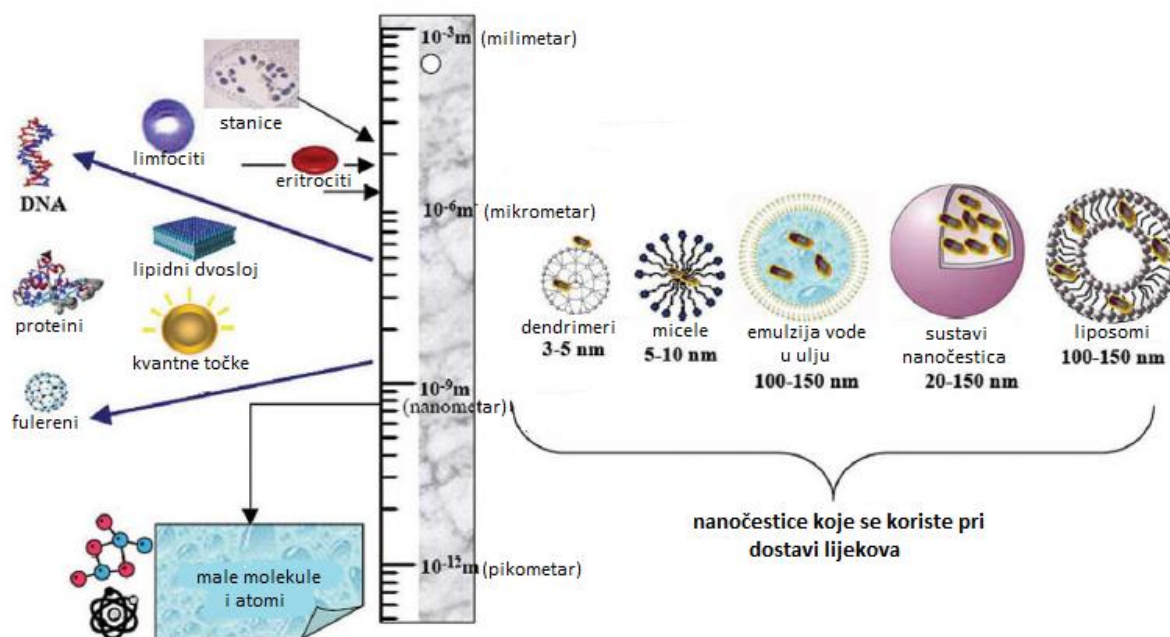 10⁻³m (milimetar)
stanice
limfociti
eritrociti
DNA
10⁻⁶m (mikrometar)
lipidni dvosloj
proteini
kvantne točke
fulereni
10⁻⁹m
(nanometar)
dendrimeri
3-5 nm
micele
5-10 nm
emulzija vode
u ulju
100-150 nm
sustavi
nanočestica
20-150 nm
liposomi
100-150 nm
nanočestice koje se koriste pri
dostavi lijekova
10⁻¹²m (pikometar)
male molekule
i atomi